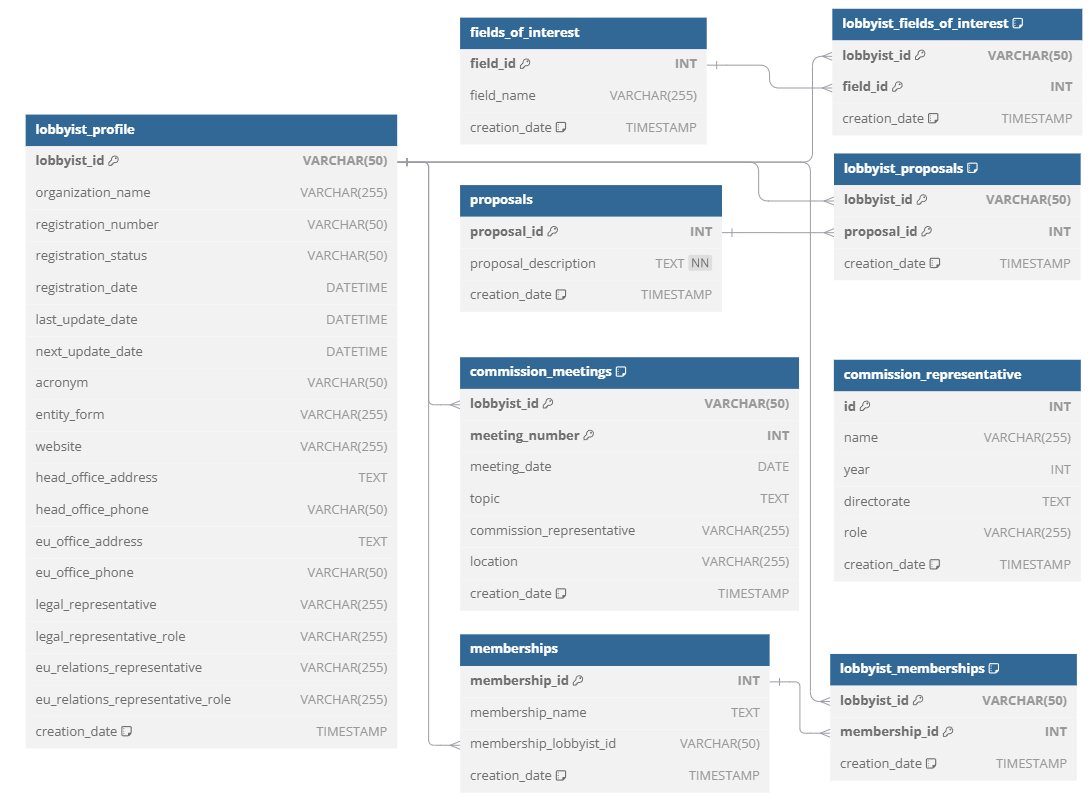 fields_of_interest
field_id INT
field_name VARCHAR(255)
creation_date TIMESTAMP
lobbyist_fields_of_interest
lobbyist_id VARCHAR(50)
field_id INT
creation_date TIMESTAMP
lobbyist_profile
lobbyist_id VARCHAR(50)
organization_name VARCHAR(255)
registration_number VARCHAR(50)
registration_status VARCHAR(50)
registration_date DATETIME
last_update_date DATETIME
next_update_date DATETIME
acronym VARCHAR(50)
entity_form VARCHAR(255)
website VARCHAR(255)
head_office_address TEXT
head_office_phone VARCHAR(50)
eu_office_address TEXT
eu_office_phone VARCHAR(50)
legal_representative VARCHAR(255)
legal_representative_role VARCHAR(255)
eu_relations_representative VARCHAR(255)
eu_relations_representative_role VARCHAR(255)
creation_date TIMESTAMP
proposals
proposal_id INT
proposal_description TEXT NN
creation_date TIMESTAMP
lobbyist_proposals
lobbyist_id VARCHAR(50)
proposal_id INT
creation_date TIMESTAMP
commission_meetings
lobbyist_id VARCHAR(50)
meeting_number INT
meeting_date DATE
topic TEXT
commission_representative VARCHAR(255)
location VARCHAR(255)
creation_date TIMESTAMP
commission_representative
id INT
name VARCHAR(255)
year INT
directorate TEXT
role VARCHAR(255)
creation_date TIMESTAMP
memberships
membership_id INT
membership_name TEXT
membership_lobbyist_id VARCHAR(50)
creation_date TIMESTAMP
lobbyist_memberships
lobbyist_id VARCHAR(50)
membership_id INT
creation_date TIMESTAMP